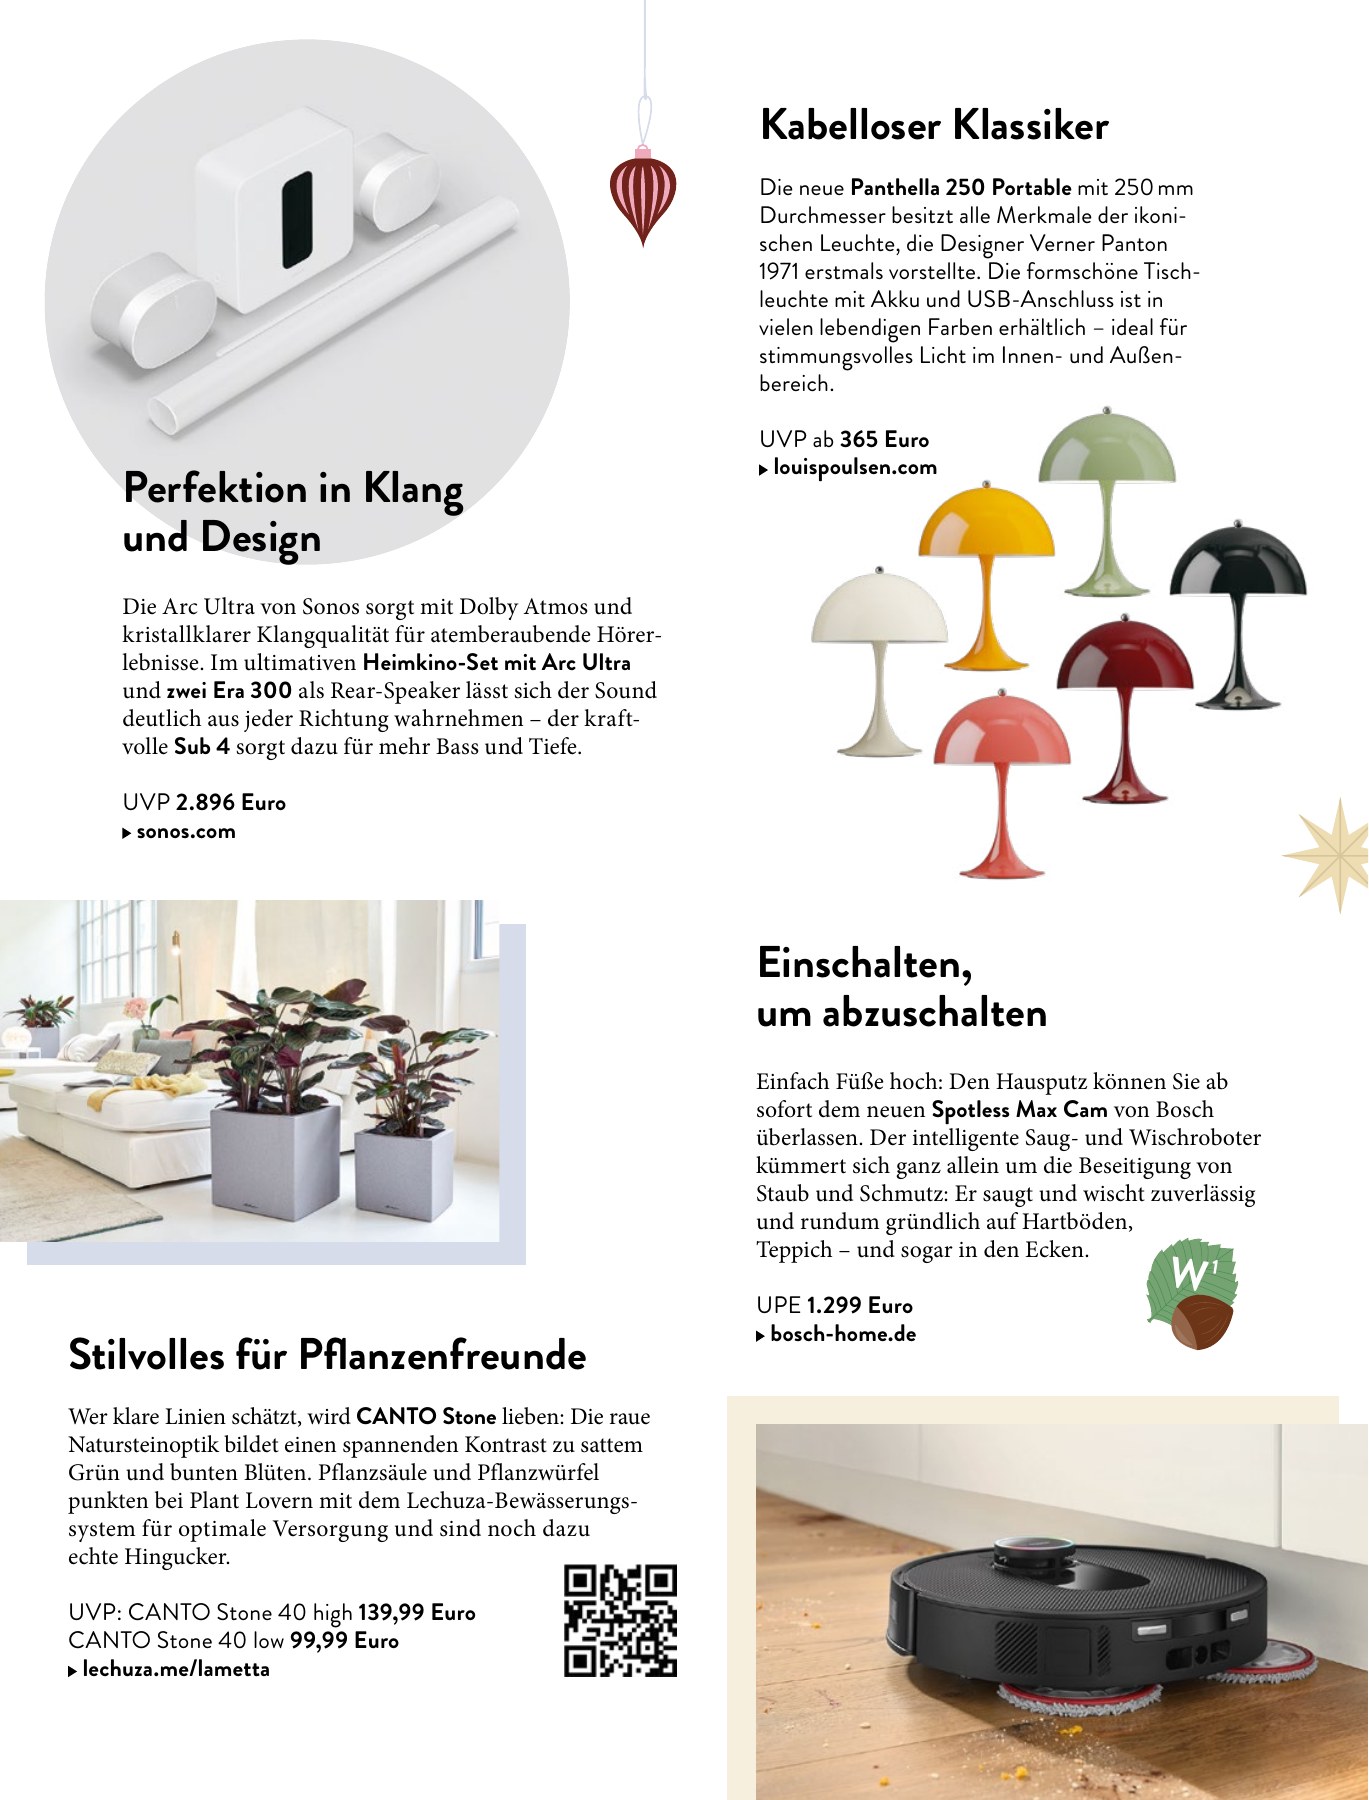 Perfektion in Klang
und Design
Die Arc Ultra von Sonos sorgt mit Dolby Atmos und
kristallklarer Klangqualität für atemberaubende Hörer-
lebnisse. Im ultimativen Heimkino-Set mit Arc Ultra
und zwei Era 300 als Rear-Speaker lässt sich der Sound
deutlich aus jeder Richtung wahrnehmen – der kraft-
volle Sub 4 sorgt dazu für mehr Bass und Tiefe.
UVP 2.896 Euro
▸ sonos.com
Stilvolles für Pflanzenfreunde
Wer klare Linien schätzt, wird CANTO Stone lieben: Die raue
Natursteinoptik bildet einen spannenden Kontrast zu sattem
Grün und bunten Blüten. Pflanzsäule und Pflanzwürfel
punkten bei Plant Lovern mit dem Lechuza-Bewässerungs-
system für optimale Versorgung und sind noch dazu
echte Hingucker.
UVP: CANTO Stone 40 high 139,99 Euro
CANTO Stone 40 low 99,99 Euro
▸ lechuza.me/lametta
Kabelloser Klassiker
Die neue Panthella 250 Portable mit 250 mm
Durchmesser besitzt alle Merkmale der ikoni-
schen Leuchte, die Designer Verner Panton
1971 erstmals vorstellte. Die formschöne Tisch-
leuchte mit Akku und USB-Anschluss ist in
vielen lebendigen Farben erhältlich – ideal für
stimmungsvolles Licht im Innen- und Außen-
bereich.
UVP ab 365 Euro
▸ louispoulsen.com
Einschalten,
um abzuschalten
Einfach Füße hoch: Den Hausputz können Sie ab
sofort dem neuen Spotless Max Cam von Bosch
überlassen. Der intelligente Saug- und Wischroboter
kümmert sich ganz allein um die Beseitigung von
Staub und Schmutz: Er saugt und wischt zuverlässig
und rundum gründlich auf Hartböden,
Teppich – und sogar in den Ecken.
UPE 1.299 Euro
▸ bosch-home.de
W¹